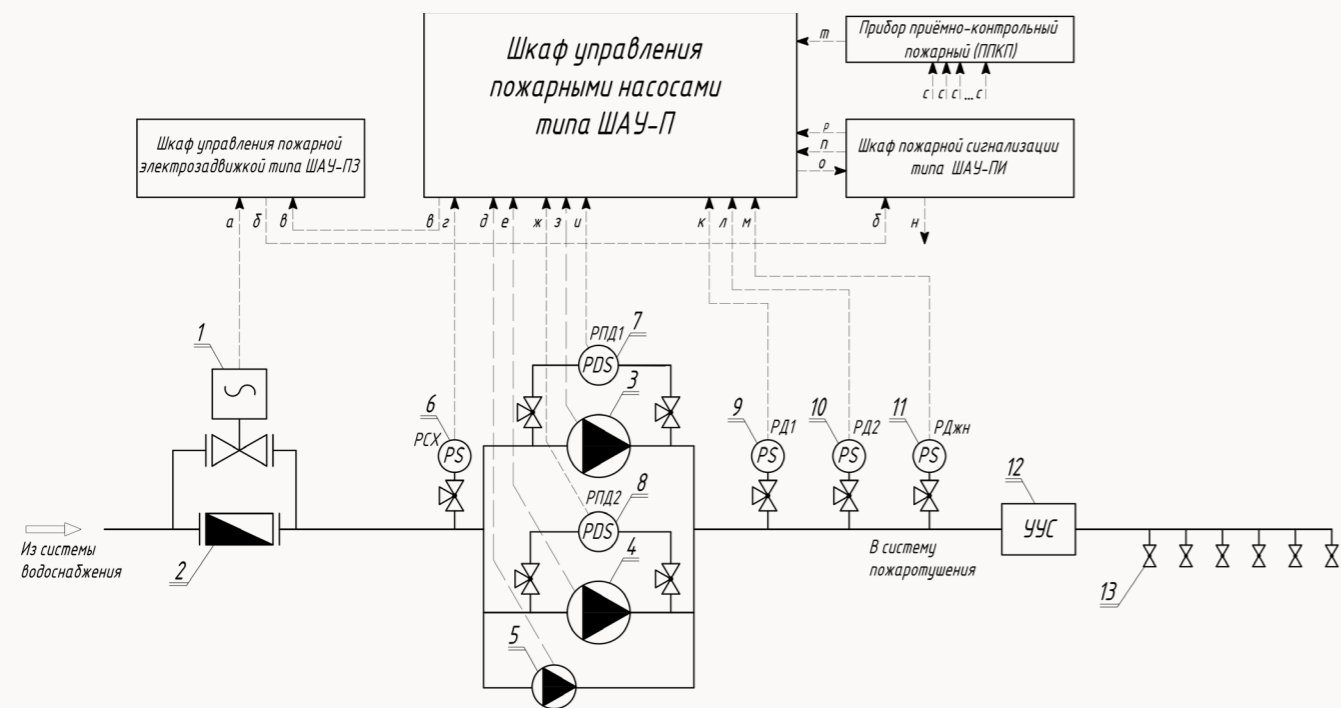 Шкаф управления
пожарными насосами
типа ШАУ-П
Прибор приёмно-контрольный
пожарный (ППКП)
т
с с с ... с
Шкаф управления пожарной
электрозадвижкой типа ШАУ-ПЗ
р
п
о
Шкаф пожарной сигнализации
типа ШАУ-ПИ
а б в в г д е ж з и к л м б н
1
РПД1 7
PDS
3
6
РСХ
PS
9 РД1
PS
10 РД2
PS
11 РДжн
PS
РПД2 8
PDS
4
12
УУС
Из системы
водоснабжения
2
В систему
пожаротушения
13
5